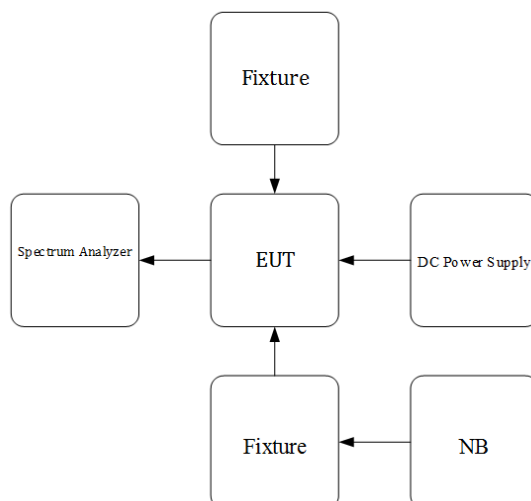 Fixture
Spectrum Analyzer
EUT
DC Power Supply
Fixture
NB